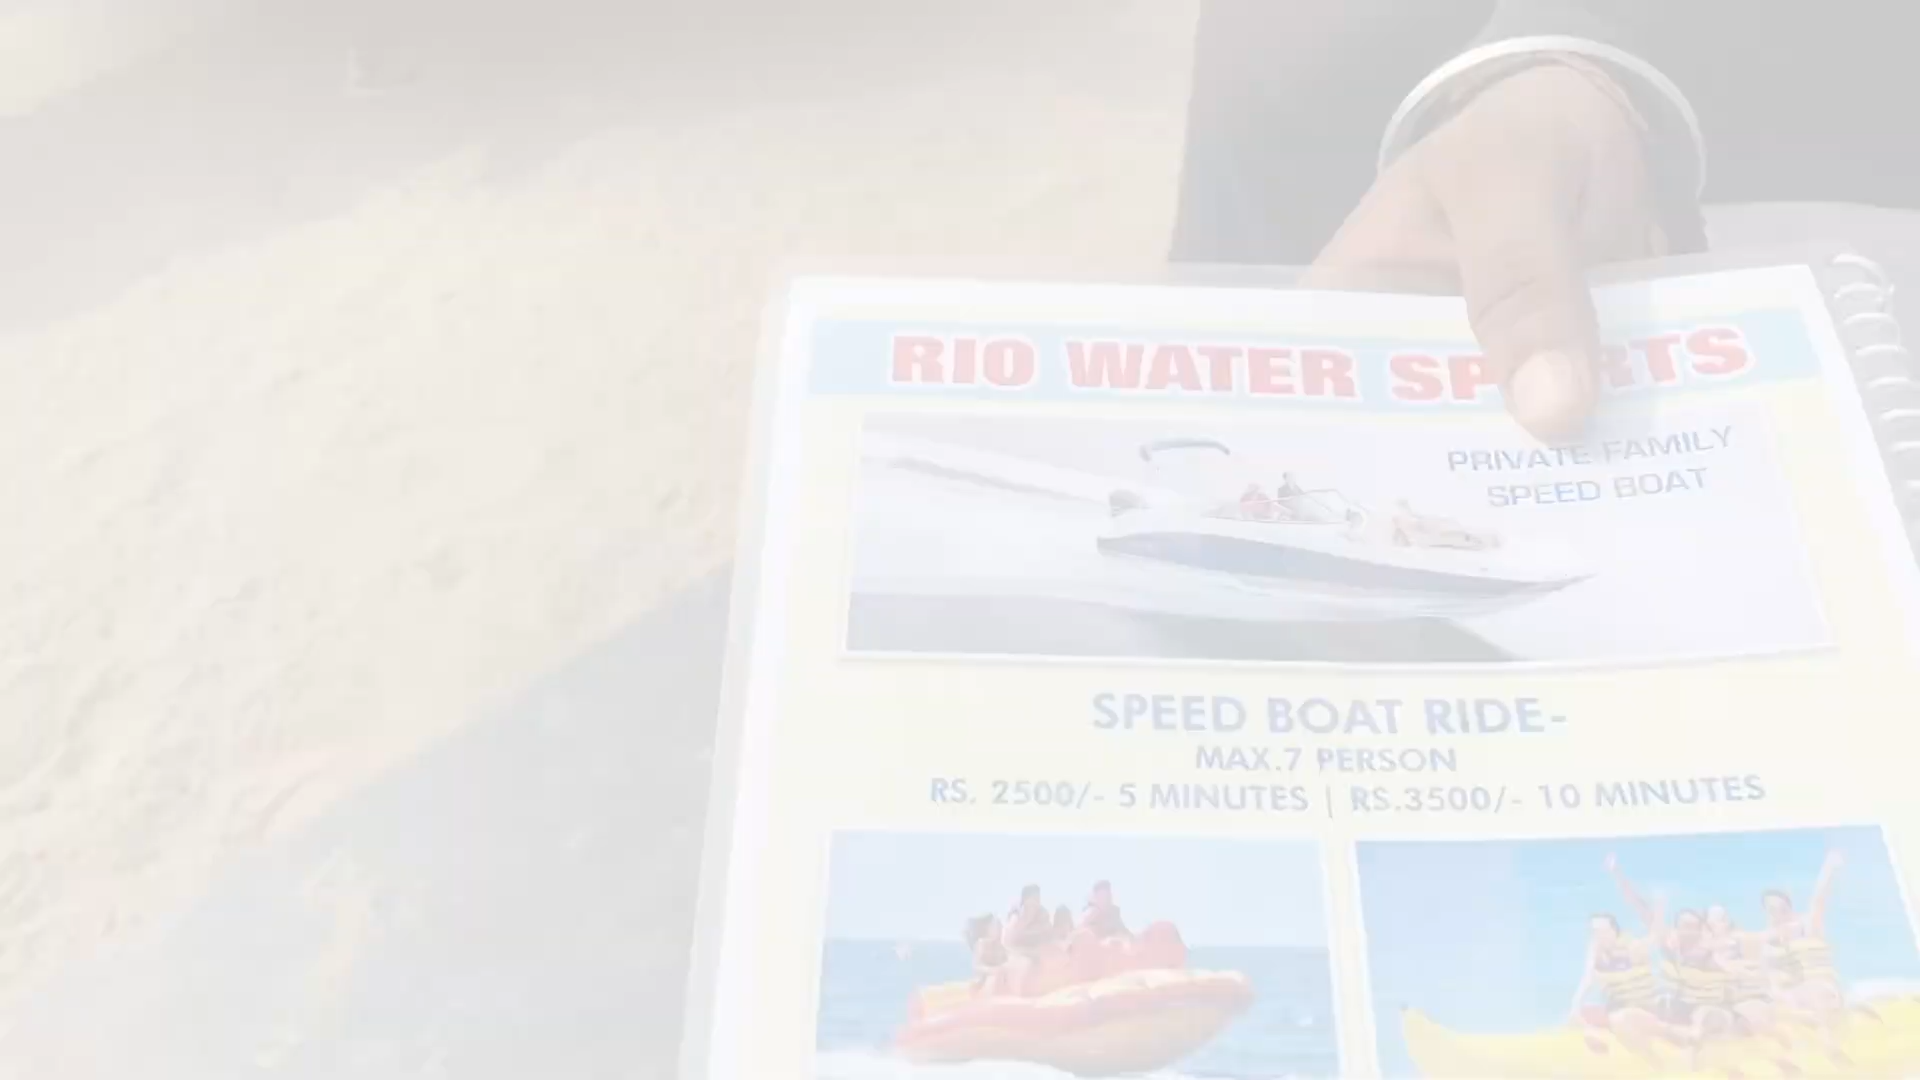 RIO WATER SPORTS
PRIVATE FAMILY
SPEED BOAT
SPEED BOAT RIDE-
MAX.7 PERSON
RS. 2500/- 5 MINUTES | RS.3500/- 10 MINUTES